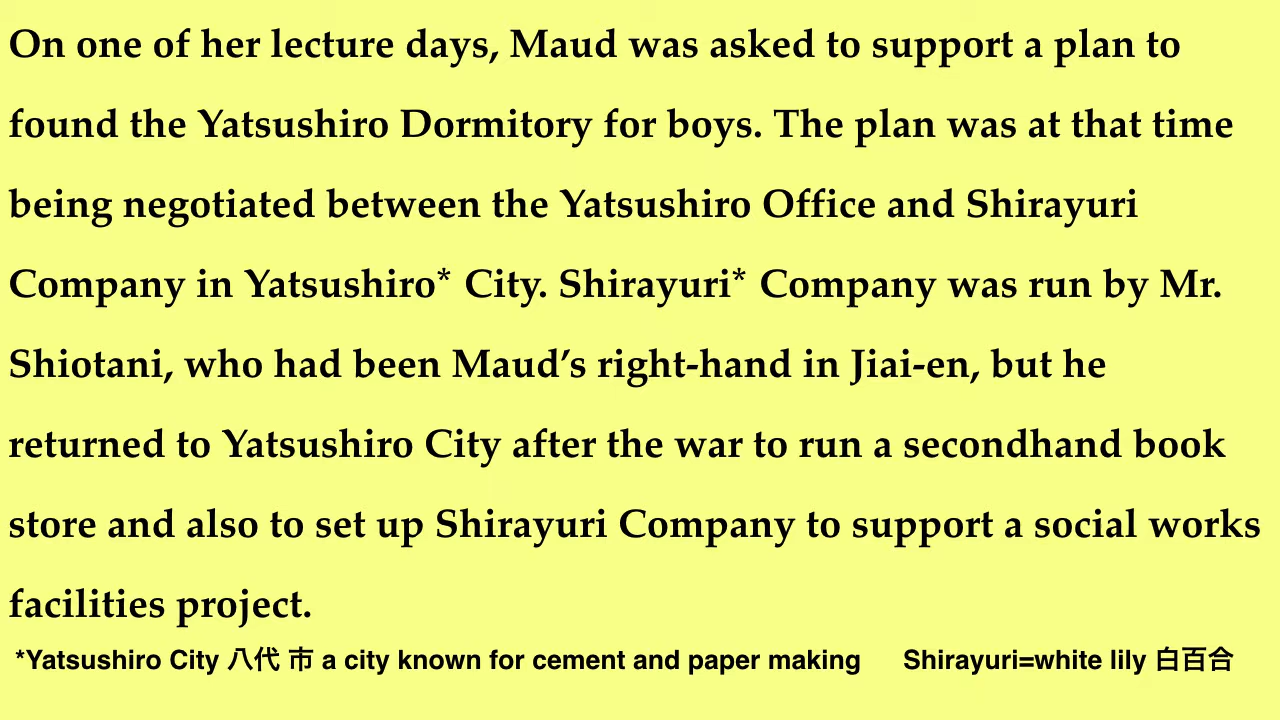 On one of her lecture days, Maud was asked to support a plan to
found the Yatsushiro Dormitory for boys. The plan was at that time
being negotiated between the Yatsushiro Office and Shirayuri
Company in Yatsushiro* City. Shirayuri* Company was run by Mr.
Shiotani, who had been Maud’s right-hand in Jiai-en, but he
returned to Yatsushiro City after the war to run a secondhand book
store and also to set up Shirayuri Company to support a social works
facilities project.
*Yatsushiro City 八代 市 a city known for cement and paper making Shirayuri=white lily 白百合